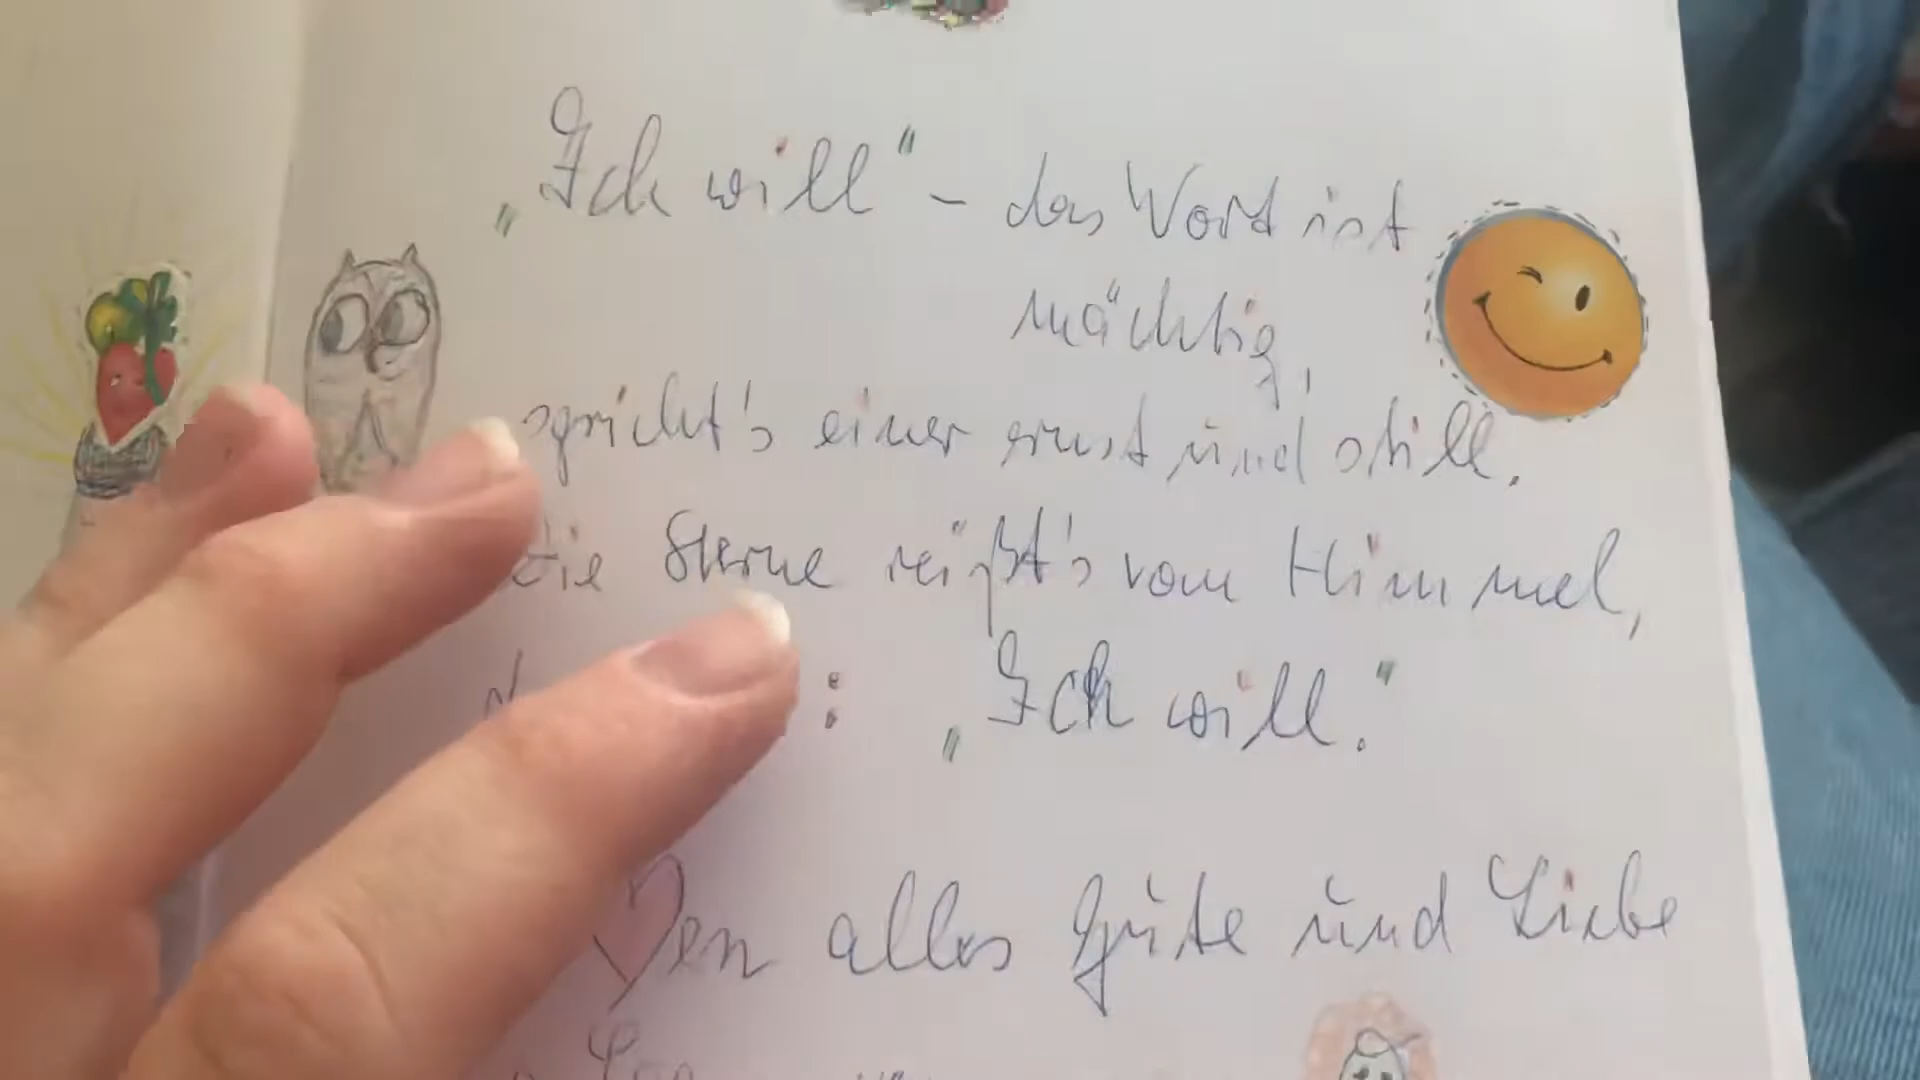 „Ich will“ – das Wort ist
mächtig,
spricht's einer ernst und still.
die Sterne reißt's vom Himmel,
: „Ich will.“
alles Gute und Liebe